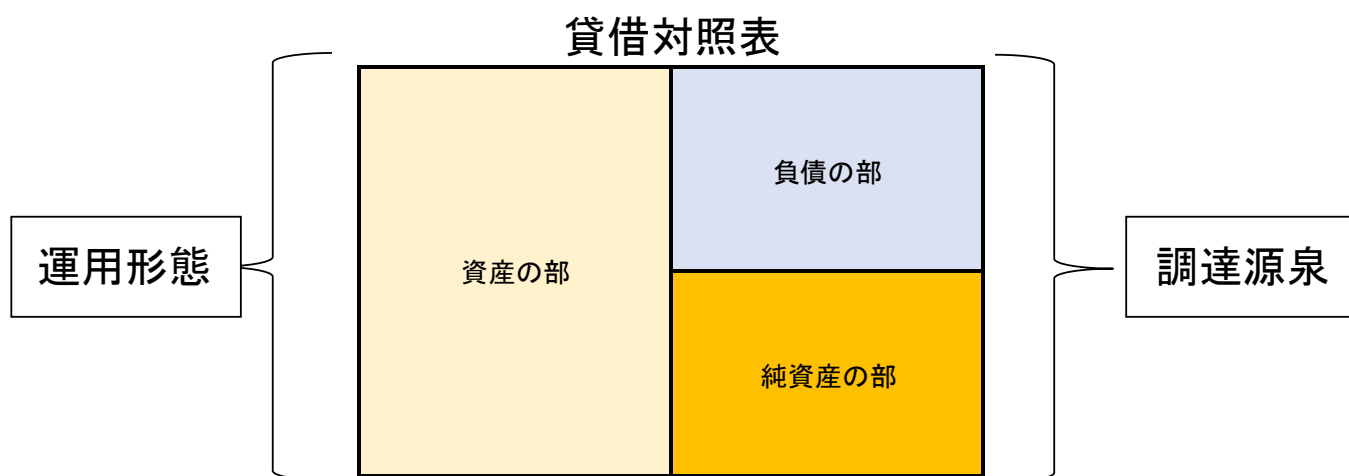 貸借対照表
運用形態
資産の部
負債の部
純資産の部
調達源泉